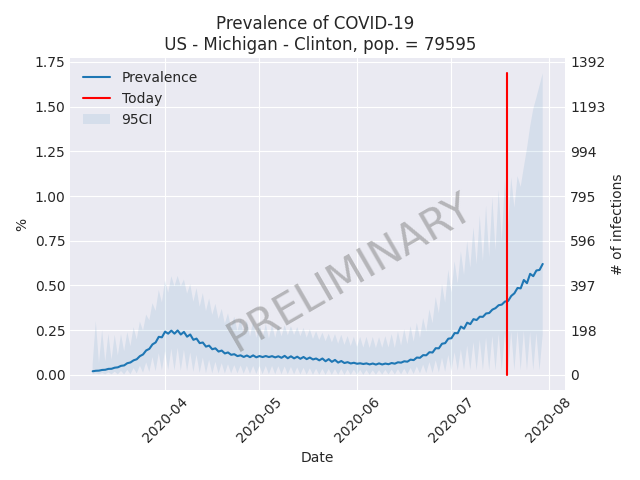 Prevalence of COVID-19
US - Michigan - Clinton, pop. = 79595
Prevalence
Today
95CI
PRELIMINARY
1.75
1.50
1.25
1.00
0.75
0.50
0.25
0.00
%
1392
1193
994
795
596
397
198
0
# of infections
2020-04
2020-05
2020-06
2020-07
2020-08
Date